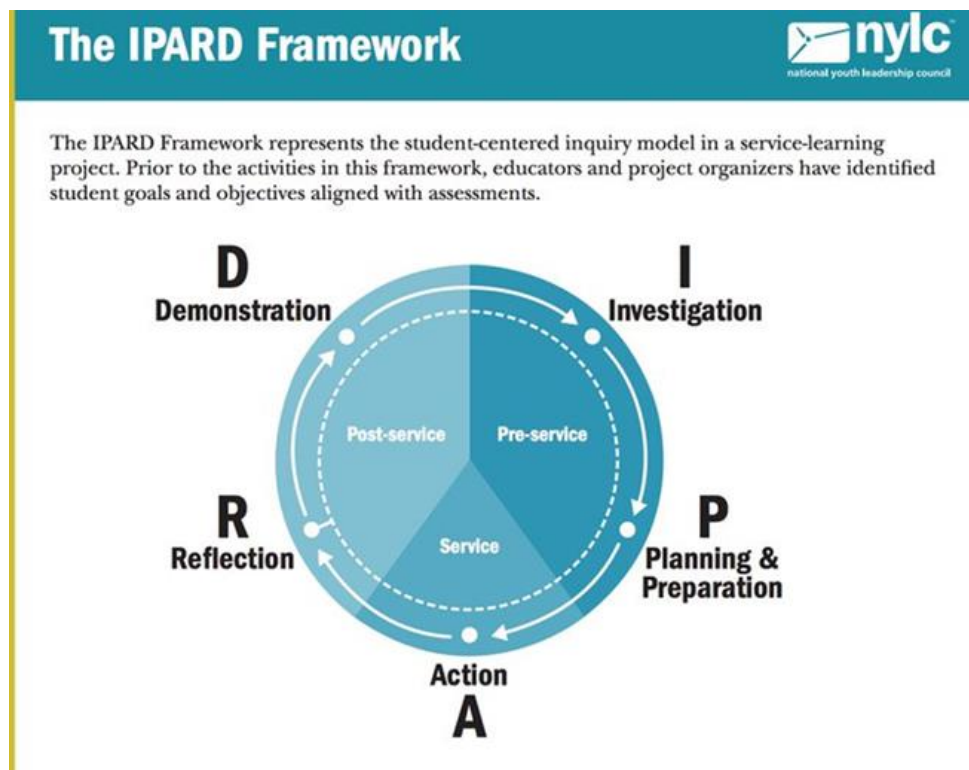 The IPARD Framework
nylc
national youth leadership council
The IPARD Framework represents the student-centered inquiry model in a service-learning
project. Prior to the activities in this framework, educators and project organizers have identified
student goals and objectives aligned with assessments.
D
Demonstration
I
Investigation
Post-service
Pre-service
R
Reflection
Service
P
Planning &
Preparation
Action
A